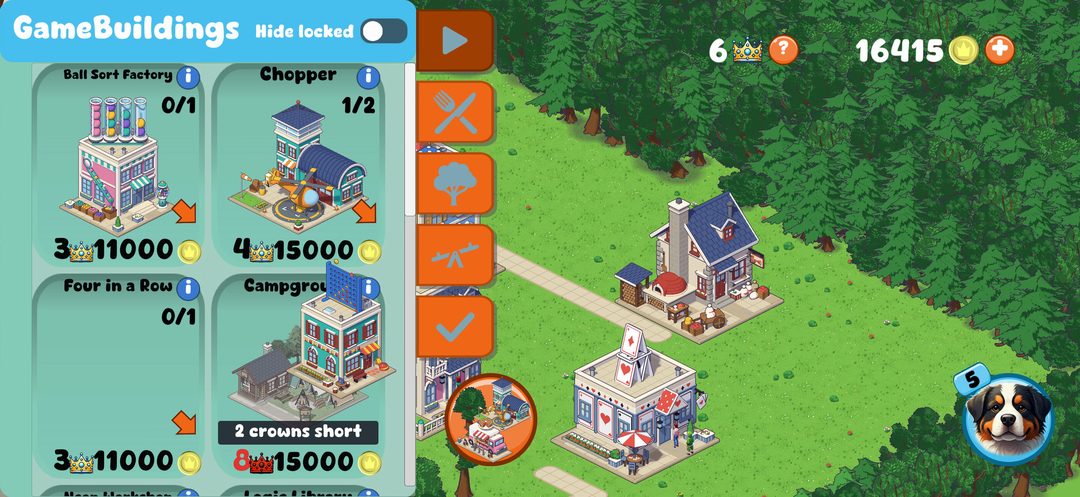 GameBuildings Hide locked
6 ?
16415 +
Ball Sort Factory i
0/1
3 11000
Chopper i
1/2
4 15000
Four in a Row i
0/1
3 11000
i
2 crowns short
8 15000
5